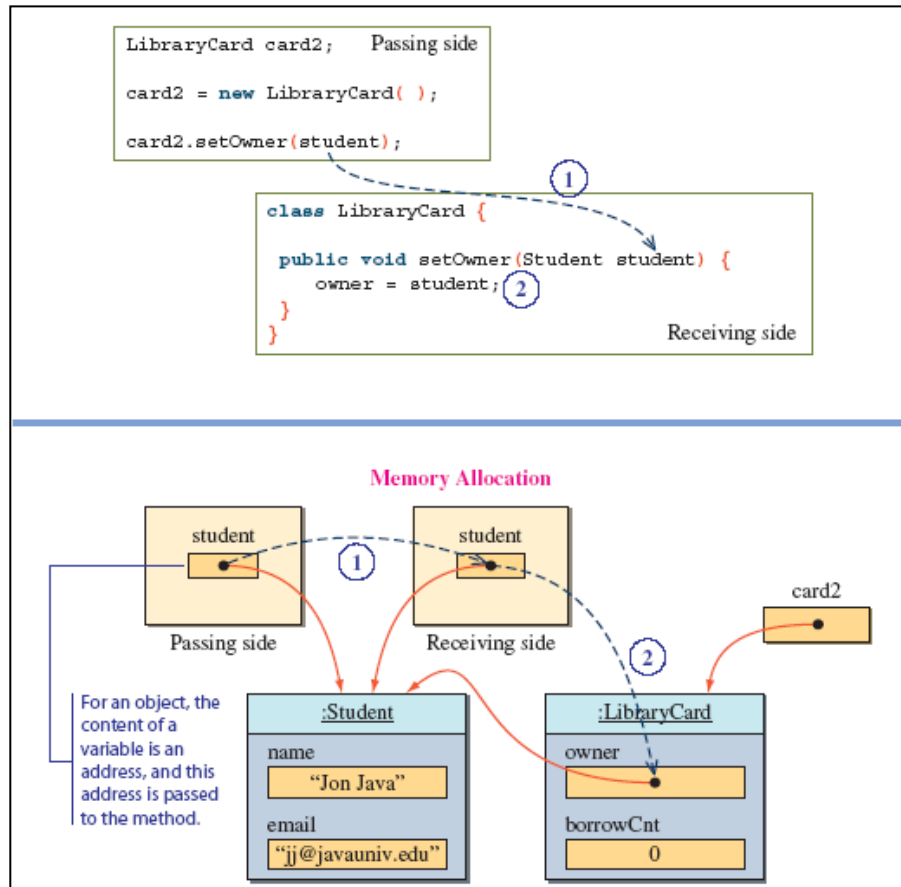 LibraryCard card2; Passing side
card2 = new LibraryCard( );
card2.setOwner(student);
1
class LibraryCard {
public void setOwner(Student student) {
owner = student; 2
}
}
Receiving side
Memory Allocation
student
student
1
card2
Passing side
Receiving side
2
For an object, the
content of a
variable is an
address, and this
address is passed
to the method.
:Student
name
“Jon Java”
email
“jj@javauniv.edu”
:LibraryCard
owner
borrowCnt
0